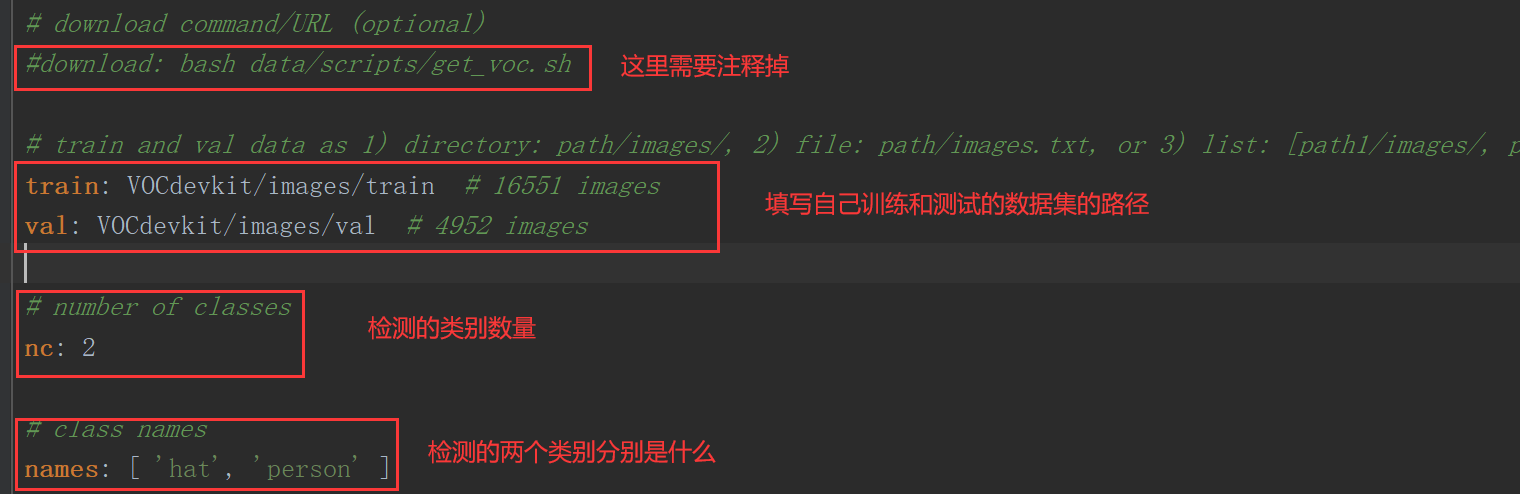 # download command/URL (optional)
#download: bash data/scripts/get_voc.sh 这里需要注释掉
# train and val data as 1) directory: path/images/, 2) file: path/images.txt, or 3) list: [path1/images/, p
train: VOCdevkit/images/train # 16551 images
填写自己训练和测试的数据集的路径
val: VOCdevkit/images/val # 4952 images
# number of classes
检测的类别数量
nc: 2
# class names
检测的两个类别分别是什么
names: [ 'hat', 'person' ]